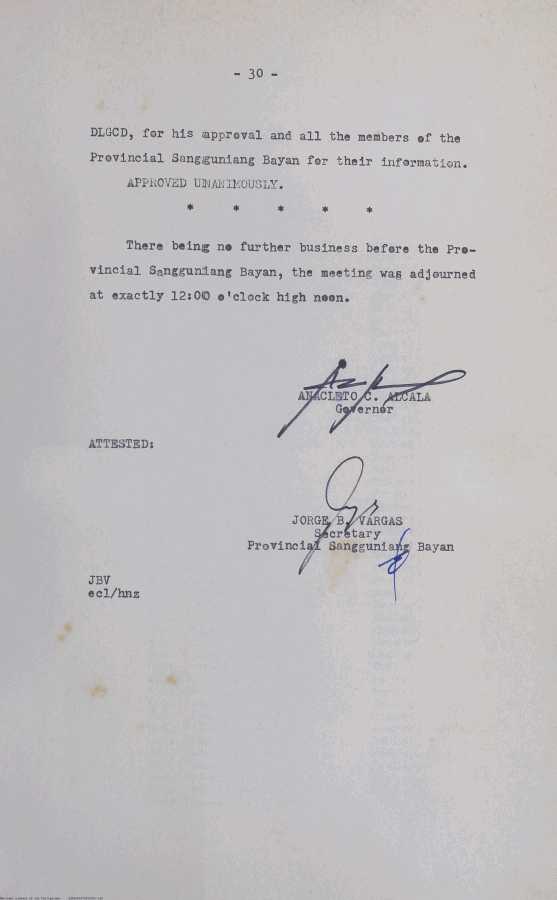 - 30 -
DLGCD, for his approval and all the members of the
Provincial Sangguniang Bayan for their information.
APPROVED UNANIMOUSLY.
* * * * *
There being no further business before the Pro-
vincial Sangguniang Bayan, the meeting was adjourned
at exactly 12:00 o'clock high noon.
ANACLETO C. ALCALA
Governor
ATTESTED:
JORGE B. VARGAS
Secretary
Provincial Sangguniang Bayan
JBV
ecl/hnz